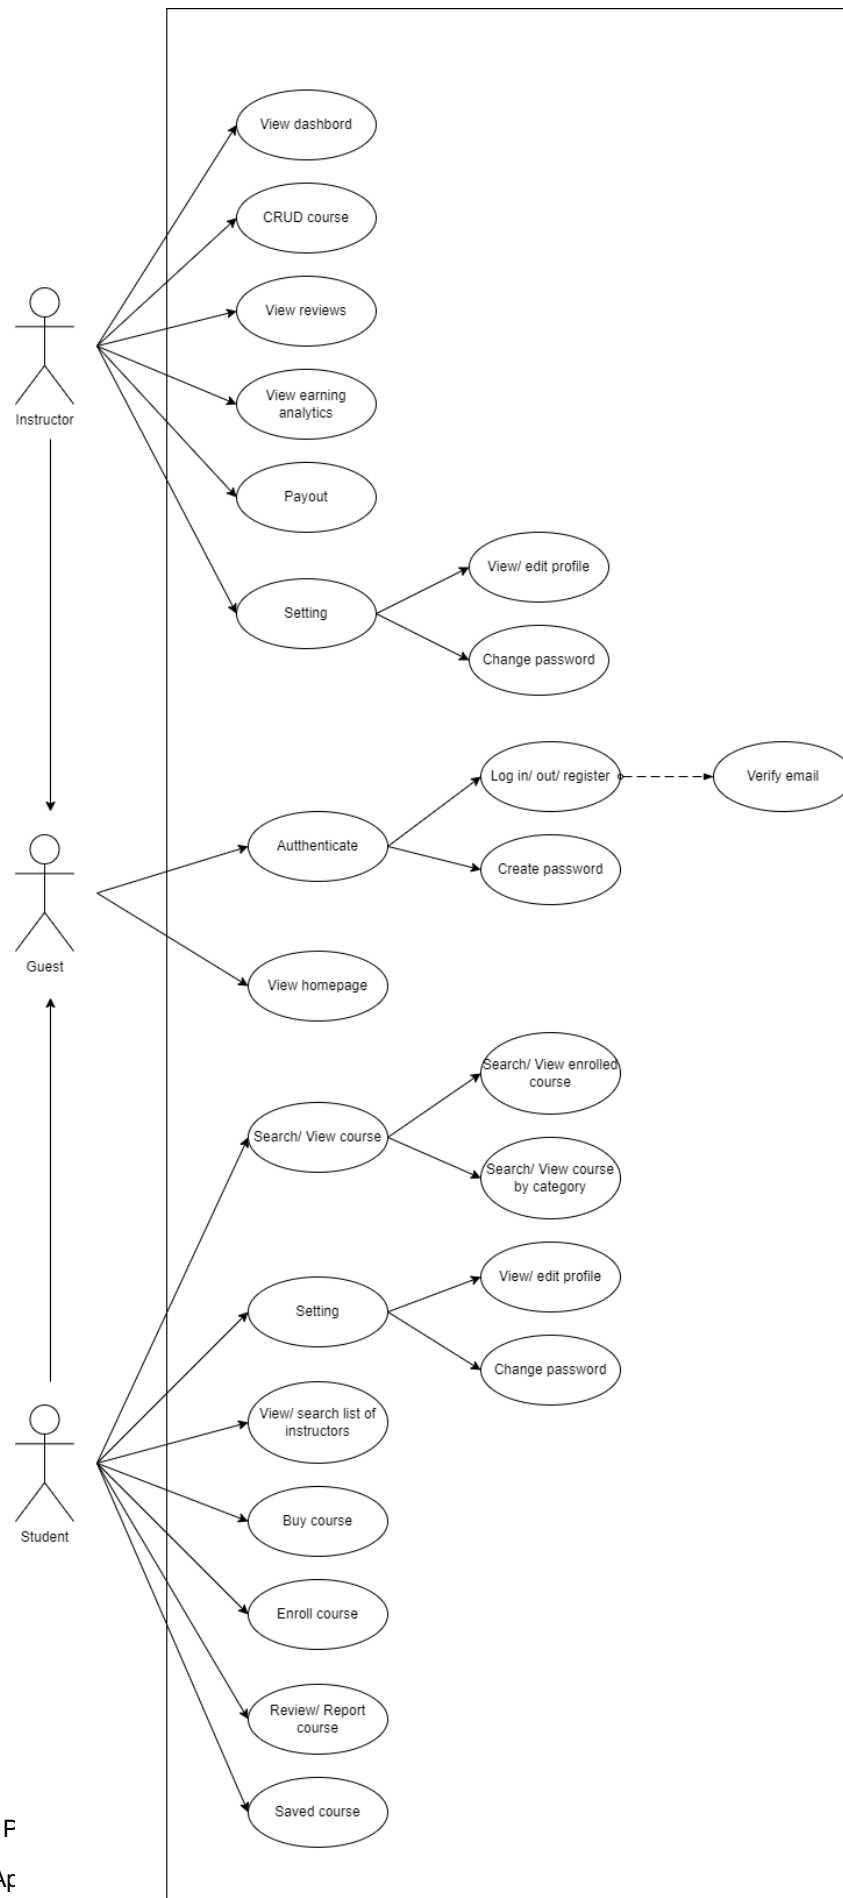 View dashbord
CRUD course
View reviews
Instructor
View earning
analytics
Payout
View/ edit profile
Setting
Change password
Log in/ out/ register
Verify email
Autthenticate
Create password
Guest
View homepage
Search/ View enrolled
course
Search/ View course
Search/ View course
by category
View/ edit profile
Setting
Change password
View/ search list of
instructors
Buy course
Student
Enroll course
Review/ Report
course
Saved course
P
Ap